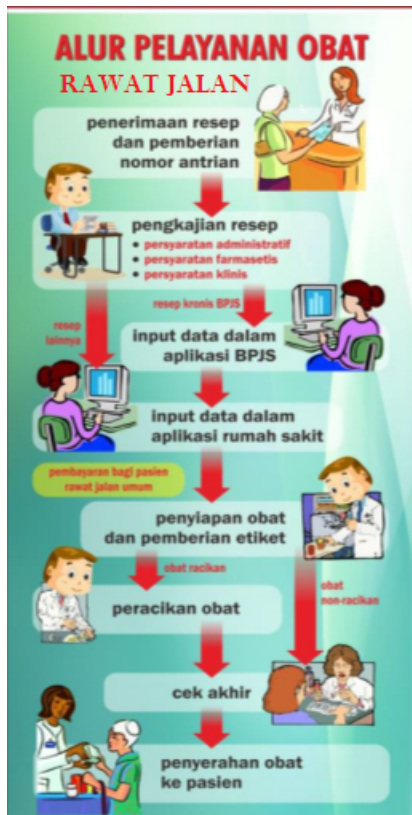 ALUR PELAYANAN OBAT
RAWAT JALAN
penerimaan resep
dan pemberian
nomor antrian
pengkajian resep
• persyaratan administratif
• persyaratan farmasetis
• persyaratan klinis
resep kronis BPJS
resep
lainnya
input data dalam
aplikasi BPJS
input data dalam
aplikasi rumah sakit
pembayaran bagi pasien
rawat jalan umum
penyiapan obat
dan pemberian etiket
obat racikan
obat
non-racikan
peracikan obat
cek akhir
penyerahan obat
ke pasien